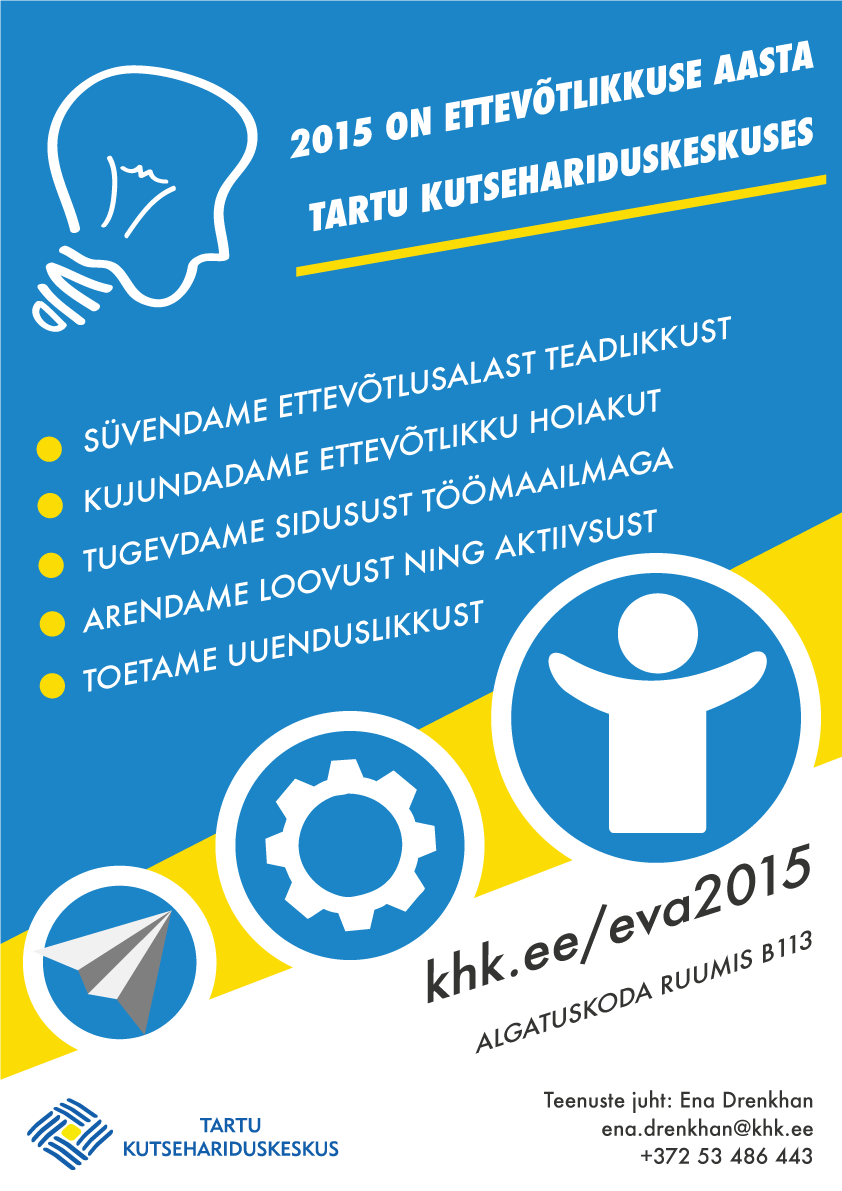 2015 ON ETTEVÕTLIKKUSE AASTA
TARTU KUTSEHARIDUSKESKUSES
SÜVENDAME ETTEVÕTLUSALAST TEADLIKKUST
KUJUNDADAME ETTEVÕTLIKKU HOIAKUT
TUGEVDAME SIDUSUST TÖÖMAAILMAGA
ARENDAME LOOVUST NING AKTIIVSUST
TOETAME UUENDUSLIKKUST
khk.ee/eva2015
ALGATUSKODA RUUMIS B113
Teenuste juht: Ena Drenkhan
ena.drenkhan@khk.ee
+372 53 486 443
TARTU
KUTSEHARIDUSKESKUS